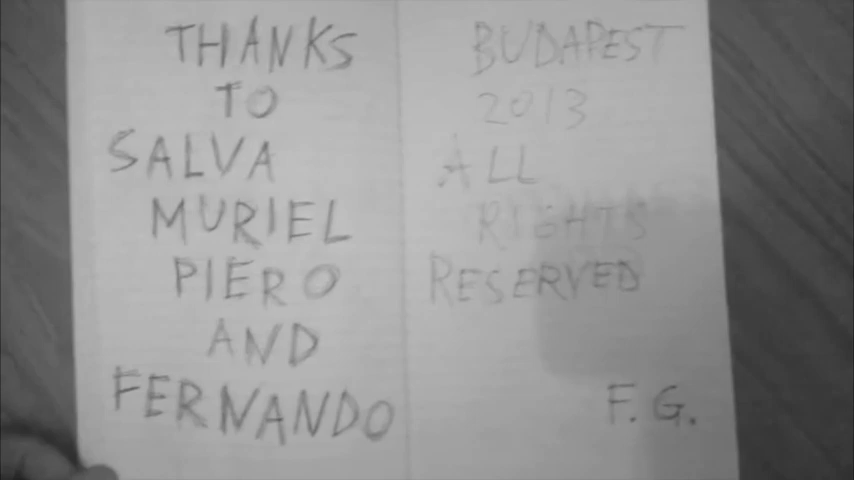 THANKS
TO
SALVA
MURIEL
PIERO
AND
FERNANDO
BUDAPEST
2013
ALL
RIGHTS
RESERVED
F.G.